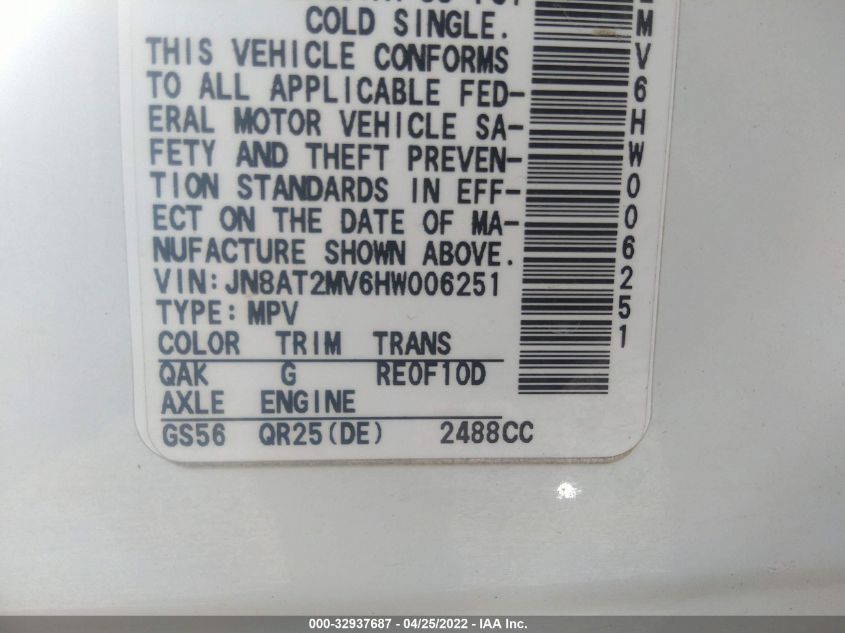 COLD SINGLE.
THIS VEHICLE CONFORMS
TO ALL APPLICABLE FED-
ERAL MOTOR VEHICLE SA-
FETY AND THEFT PREVEN-
TION STANDARDS IN EFF-
ECT ON THE DATE OF MA-
NUFACTURE SHOWN ABOVE.
VIN:JN8AT2MV6HW006251
TYPE:MPV
COLOR TRIM TRANS
QAK G RE0F10D
AXLE ENGINE
GS56 QR25(DE) 2488CC
MV6HW006251
000-32937687 - 04/25/2022 - IAA Inc.